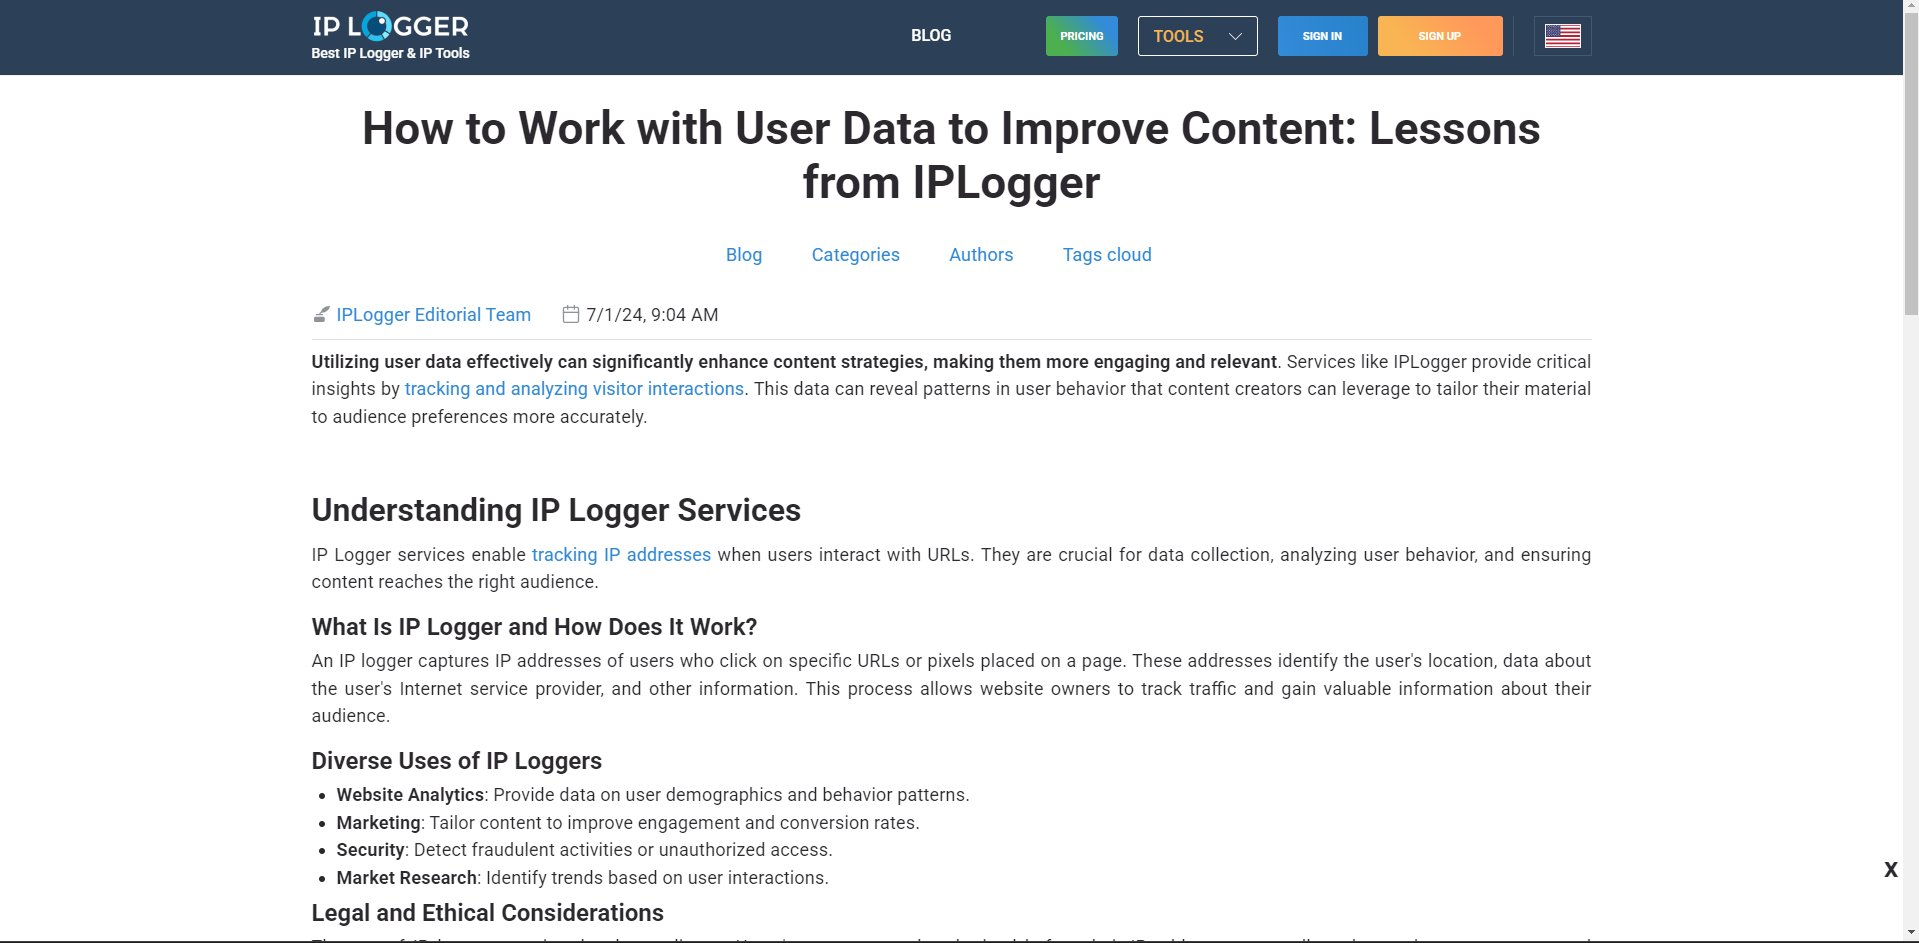 IP LOGGER
Best IP Logger & IP Tools
BLOG
PRICING
TOOLS
SIGN IN
SIGN UP
How to Work with User Data to Improve Content: Lessons
from IPLogger
Blog
Categories
Authors
Tags cloud
IPLogger Editorial Team
7/1/24, 9:04 AM
Utilizing user data effectively can significantly enhance content strategies, making them more engaging and relevant. Services like IPLogger provide critical
insights by tracking and analyzing visitor interactions. This data can reveal patterns in user behavior that content creators can leverage to tailor their material
to audience preferences more accurately.
Understanding IP Logger Services
IP Logger services enable tracking IP addresses when users interact with URLs. They are crucial for data collection, analyzing user behavior, and ensuring
content reaches the right audience.
What Is IP Logger and How Does It Work?
An IP logger captures IP addresses of users who click on specific URLs or pixels placed on a page. These addresses identify the user's location, data about
the user's Internet service provider, and other information. This process allows website owners to track traffic and gain valuable information about their
audience.
Diverse Uses of IP Loggers
• Website Analytics: Provide data on user demographics and behavior patterns.
• Marketing: Tailor content to improve engagement and conversion rates.
• Security: Detect fraudulent activities or unauthorized access.
• Market Research: Identify trends based on user interactions.
X
Legal and Ethical Considerations